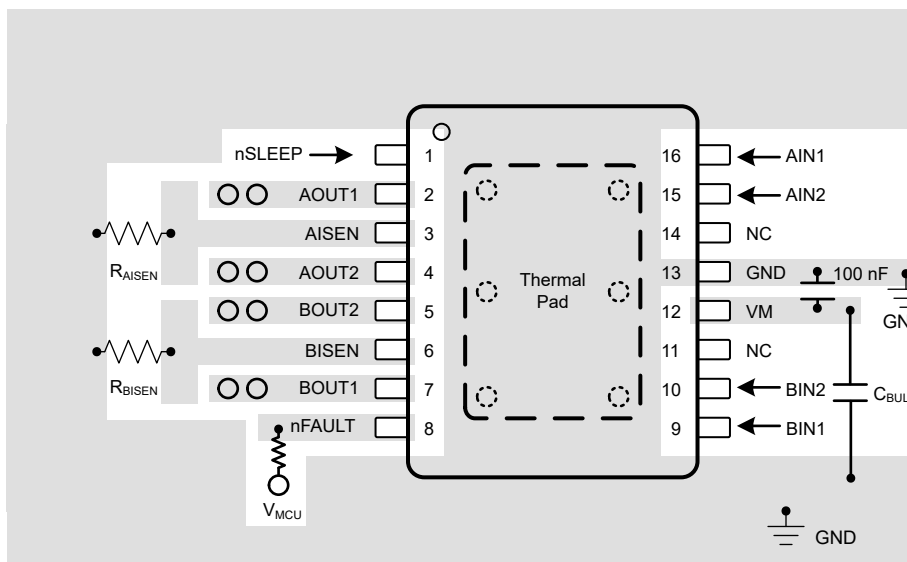 nSLEEP 1 16 AIN1
AOUT1 2 15 AIN2
AISEN 3 14 NC
RAISEN
AOUT2 4 13 GND 100 nF
Thermal
Pad
BOUT2 5 12 VM
GN
BISEN 6 11 NC
RBISEN
BOUT1 7 10 BIN2
CBUL
nFAULT 8 9 BIN1
VMCU
GND